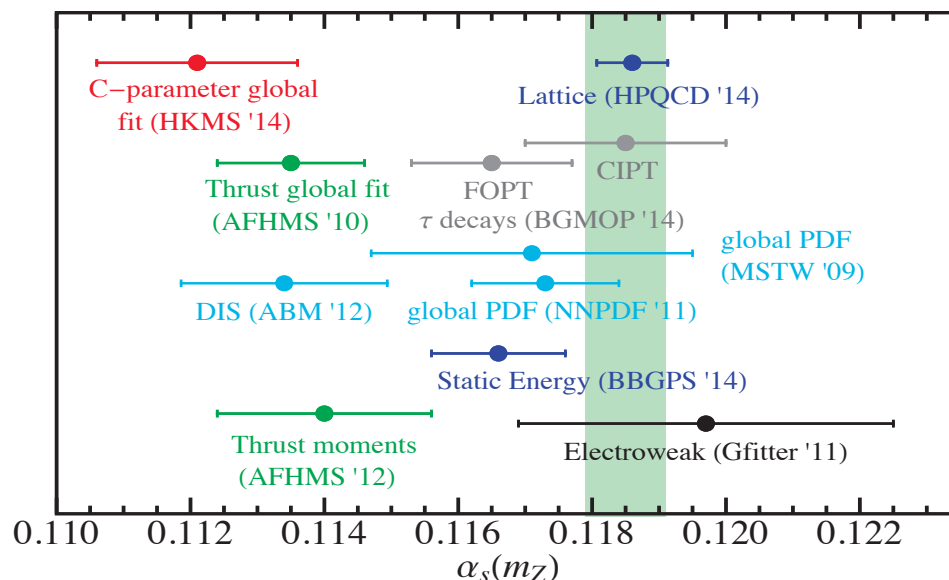 C−parameter global
fit (HKMS '14)
Lattice (HPQCD '14)
CIPT
Thrust global fit
(AFHMS '10)
FOPT
τ decays (BGMOP '14)
global PDF
(MSTW '09)
DIS (ABM '12)
global PDF (NNPDF '11)
Static Energy (BBGPS '14)
Thrust moments
(AFHMS '12)
Electroweak (Gfitter '11)
0.110 0.112 0.114 0.116 0.118 0.120 0.122
αs(mZ)